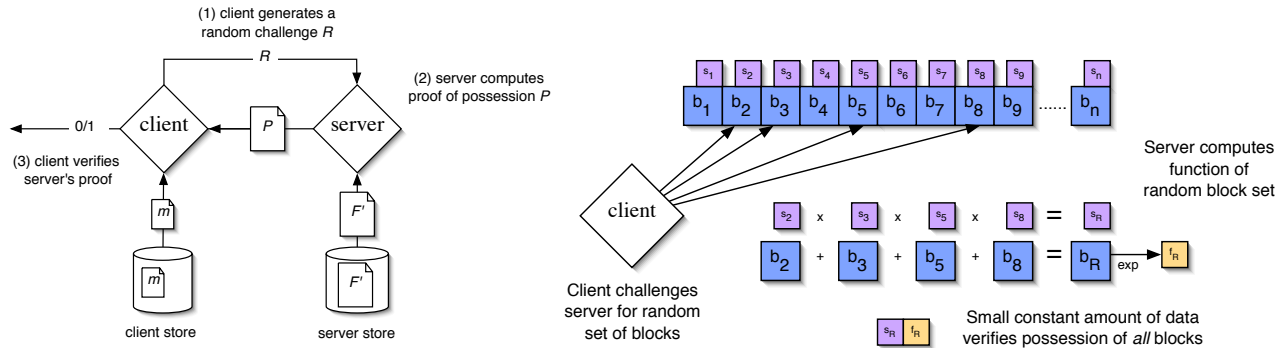 (1) client generates a
random challenge R
R
(2) server computes
proof of possession P
0/1
client
P
server
(3) client verifies
server's proof
m
F'
m
F'
client store
server store
s1 s2 s3 s4 s5 s6 s7 s8 s9 sn
b1 b2 b3 b4 b5 b6 b7 b8 b9 ...... bn
Server computes
function of
random block set
client
s2 x s3 x s5 x s8 = sR
b2 + b3 + b5 + b8 = bR exp fR
Client challenges
server for random
set of blocks
sR fR
Small constant amount of data
verifies possession of all blocks